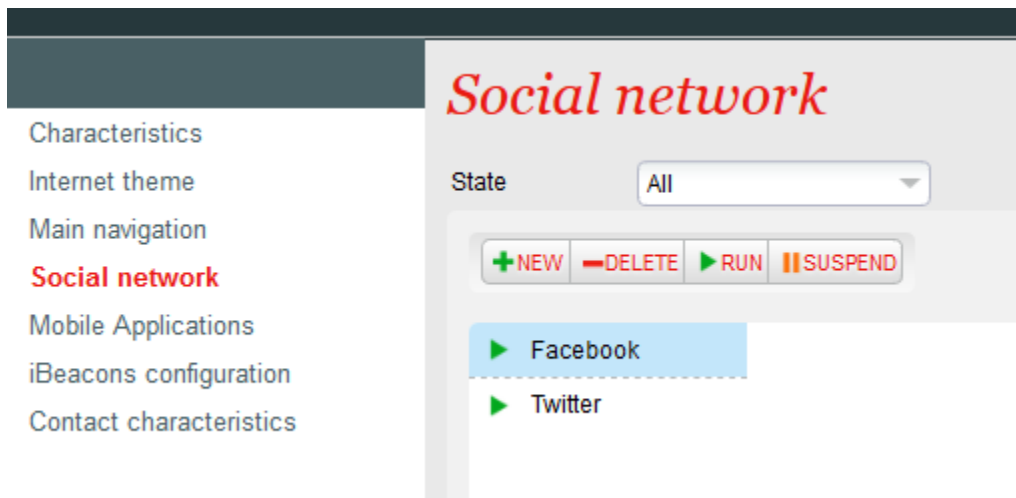 Characteristics
Internet theme
Main navigation
Social network
Mobile Applications
iBeacons configuration
Contact characteristics
Social network
State All
NEW DELETE RUN SUSPEND
Facebook
Twitter